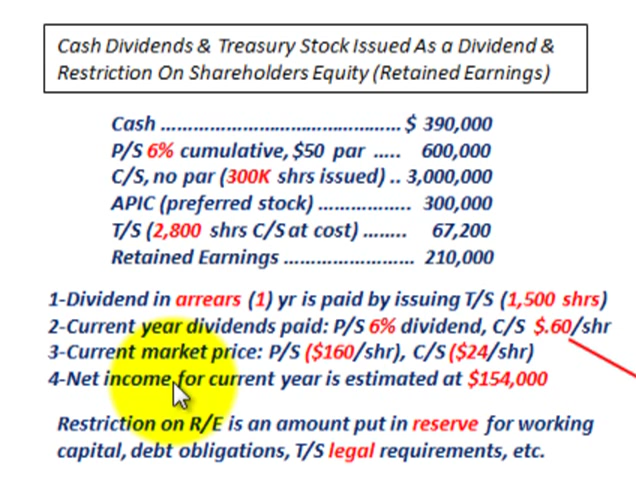 Cash Dividends & Treasury Stock Issued As a Dividend &
Restriction On Shareholders Equity (Retained Earnings)
Cash ........................................ $ 390,000
P/S 6% cumulative, $50 par ..... 600,000
C/S, no par (300K shrs issued) .. 3,000,000
APIC (preferred stock) ................. 300,000
T/S (2,800 shrs C/S at cost) ........ 67,200
Retained Earnings ........................ 210,000
1-Dividend in arrears (1) yr is paid by issuing T/S (1,500 shrs)
2-Current year dividends paid: P/S 6% dividend, C/S $.60/shr
3-Current market price: P/S ($160/shr), C/S ($24/shr)
4-Net income for current year is estimated at $154,000
Restriction on R/E is an amount put in reserve for working
capital, debt obligations, T/S legal requirements, etc.